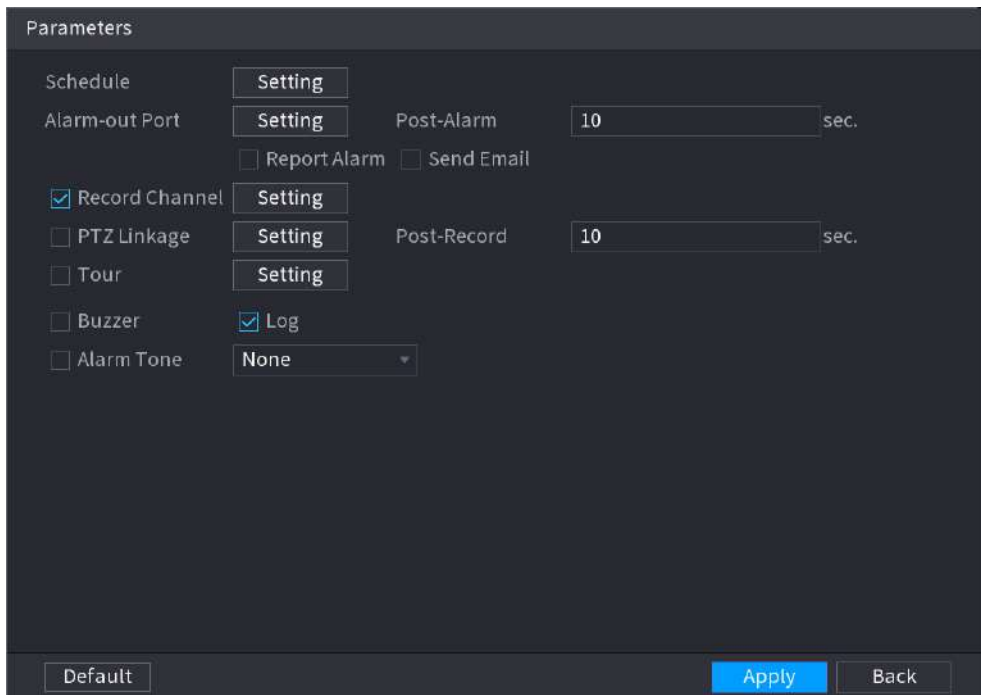 Parameters
Schedule Setting
Alarm-out Port Setting Post-Alarm 10 sec.
Report Alarm Send Email
Record Channel Setting
PTZ Linkage Setting Post-Record 10 sec.
Tour Setting
Buzzer Log
Alarm Tone None
Default Apply Back